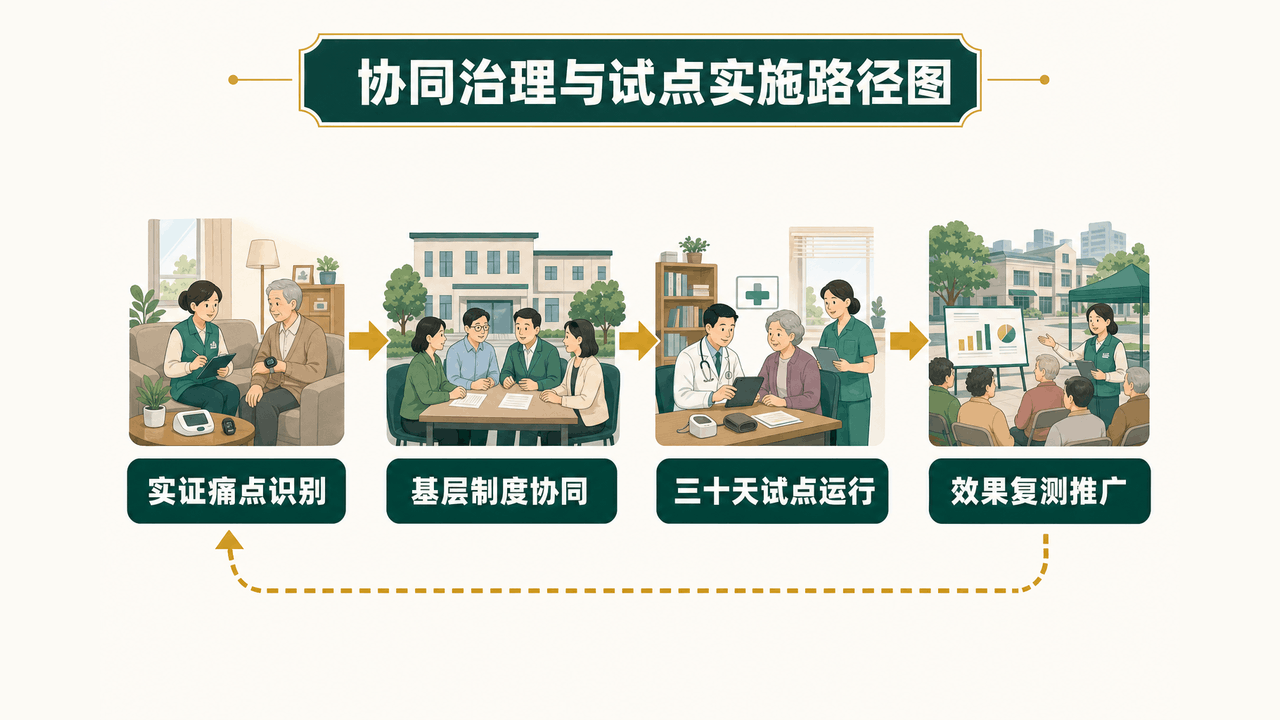 协同治理与试点实施路径图
实证痛点识别
基层制度协同
三十天试点运行
效果复测推广